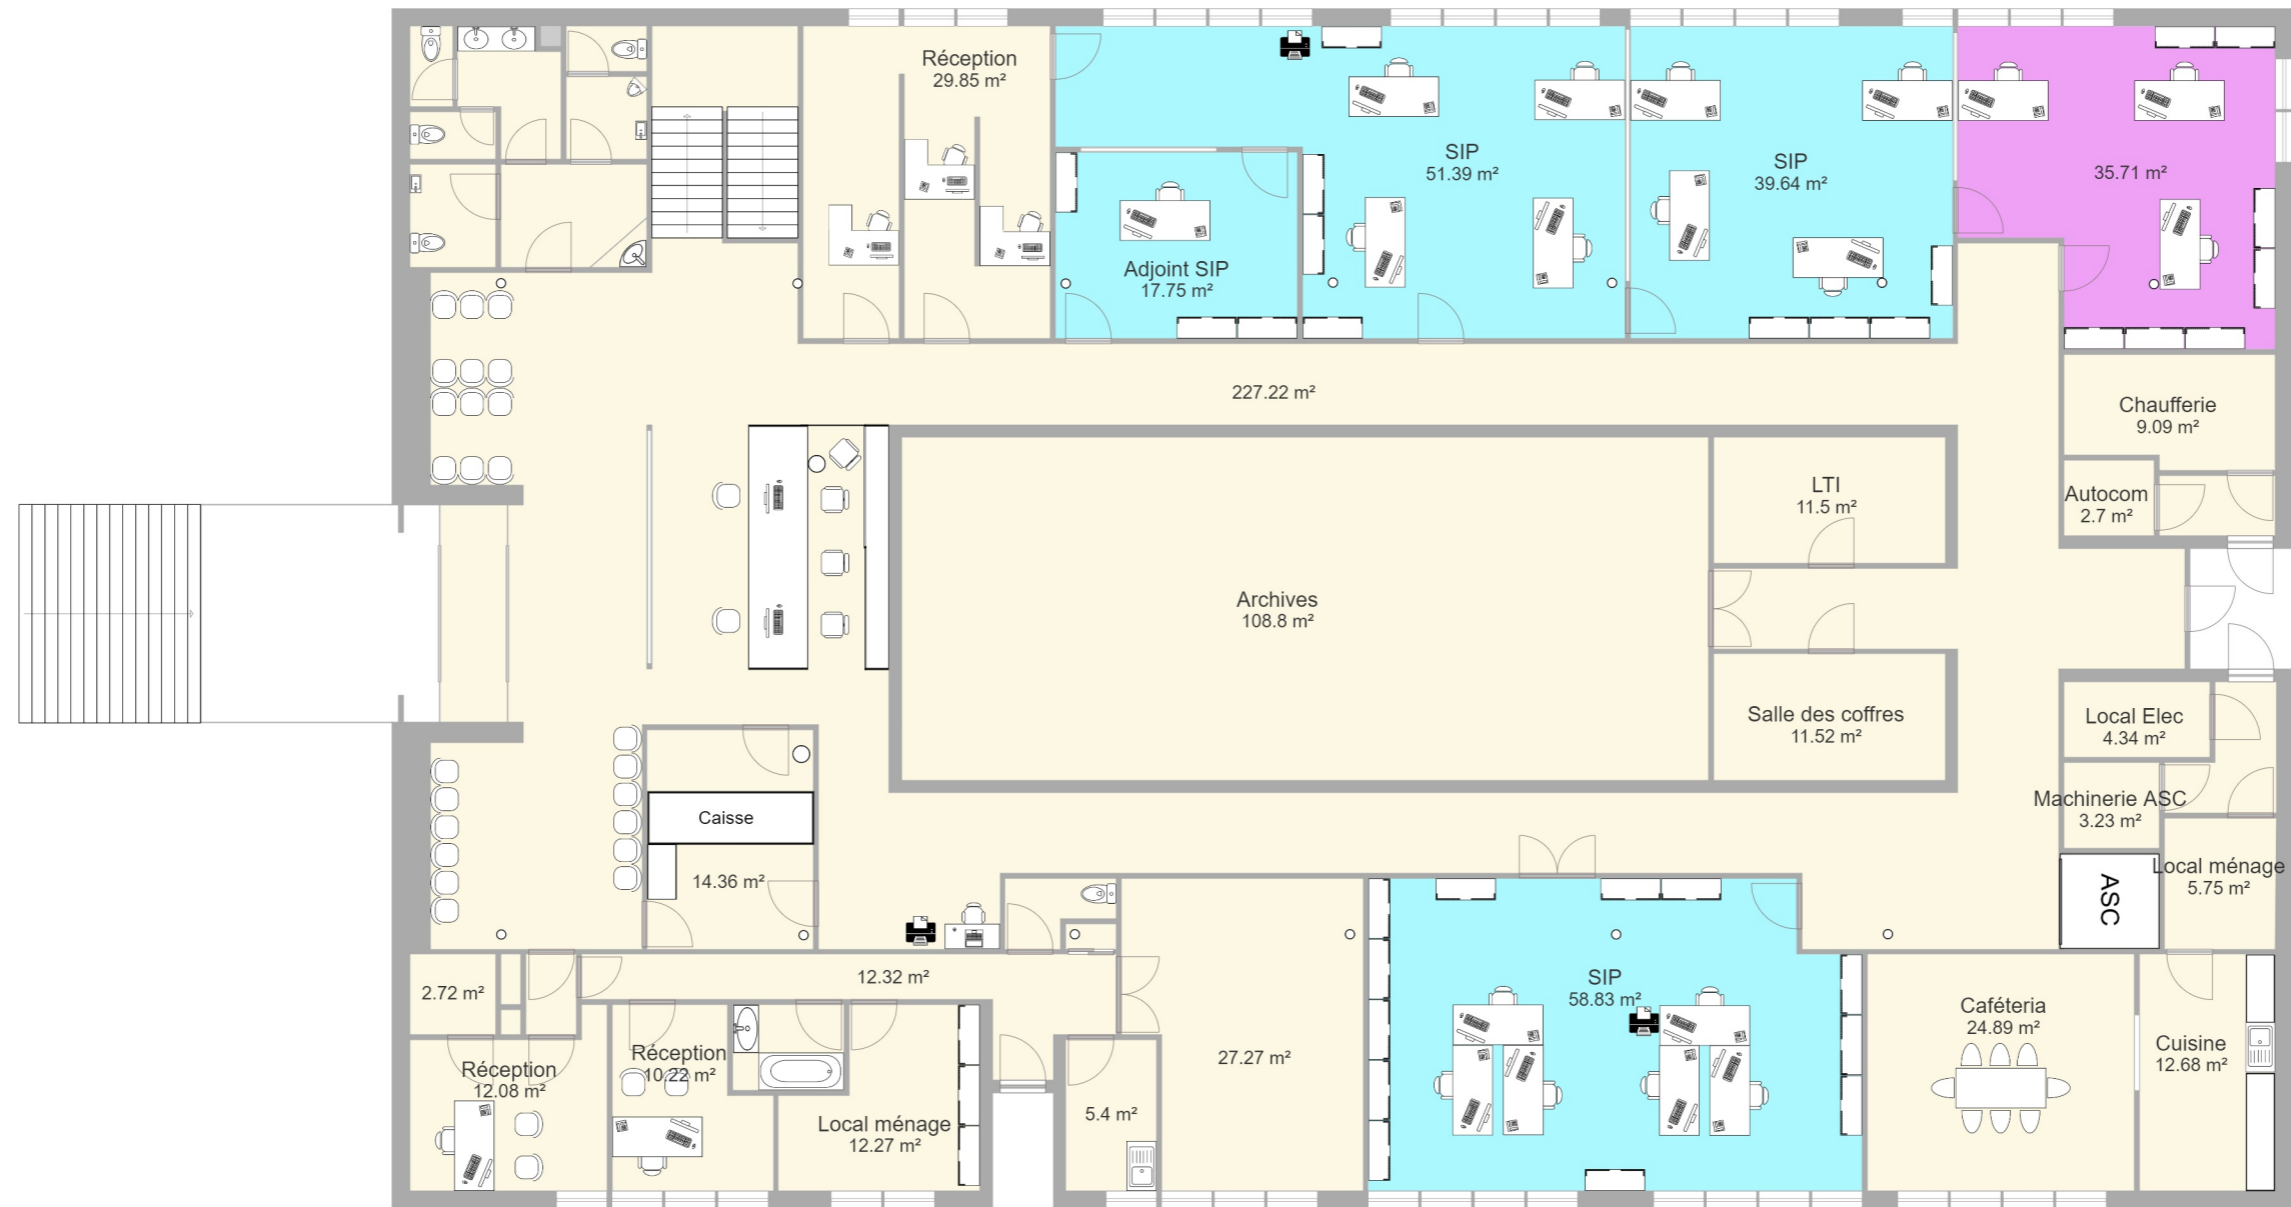 Réception
29.85 m²
SIP
51.39 m²
SIP
39.64 m²
35.71 m²
Adjoint SIP
17.75 m²
227.22 m²
Chaufferie
9.09 m²
LTI
11.5 m²
Autocom
2.7 m²
Archives
108.8 m²
Salle des coffres
11.52 m²
Local Elec
4.34 m²
Machinerie ASC
3.23 m²
Caisse
14.36 m²
Local ménage
5.75 m²
ASC
2.72 m²
12.32 m²
SIP
58.83 m²
Caféteria
24.89 m²
Cuisine
12.68 m²
Réception
12.08 m²
Réception
10.22 m²
27.27 m²
Local ménage
12.27 m²
5.4 m²